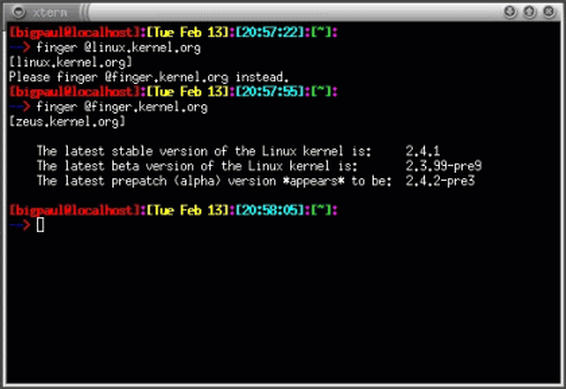 xterm
[bigpaul@localhost]:[Tue Feb 13]:[20:57:22]:[~]:
--> finger @linux.kernel.org
[linux.kernel.org]
Please finger @finger.kernel.org instead.
[bigpaul@localhost]:[Tue Feb 13]:[20:57:55]:[~]:
--> finger @finger.kernel.org
[zeus.kernel.org]
The latest stable version of the Linux kernel is: 2.4.1
The latest beta version of the Linux kernel is: 2.3.99-pre9
The latest prepatch (alpha) version *appears* to be: 2.4.2-pre3
[bigpaul@localhost]:[Tue Feb 13]:[20:58:05]:[~]:
-->